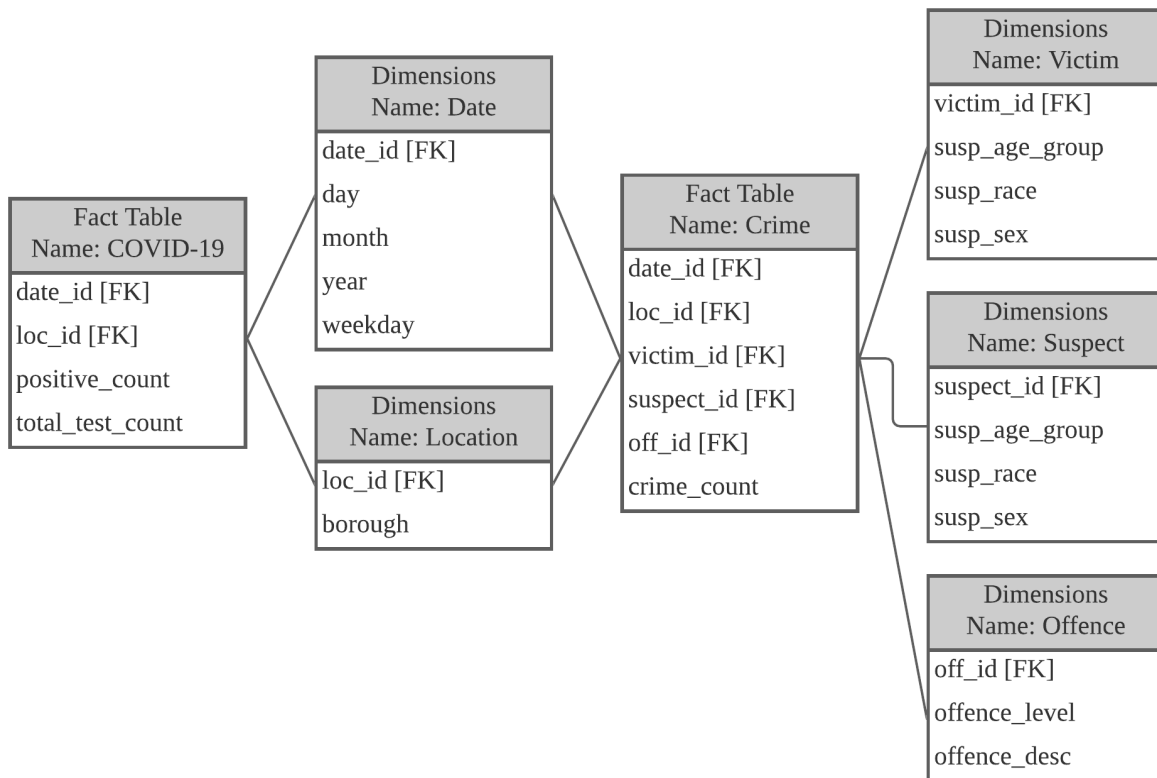 Fact Table
Name: COVID-19
date_id [FK]
loc_id [FK]
positive_count
total_test_count
Dimensions
Name: Date
date_id [FK]
day
month
year
weekday
Dimensions
Name: Location
loc_id [FK]
borough
Fact Table
Name: Crime
date_id [FK]
loc_id [FK]
victim_id [FK]
suspect_id [FK]
off_id [FK]
crime_count
Dimensions
Name: Victim
victim_id [FK]
susp_age_group
susp_race
susp_sex
Dimensions
Name: Suspect
suspect_id [FK]
susp_age_group
susp_race
susp_sex
Dimensions
Name: Offence
off_id [FK]
offence_level
offence_desc